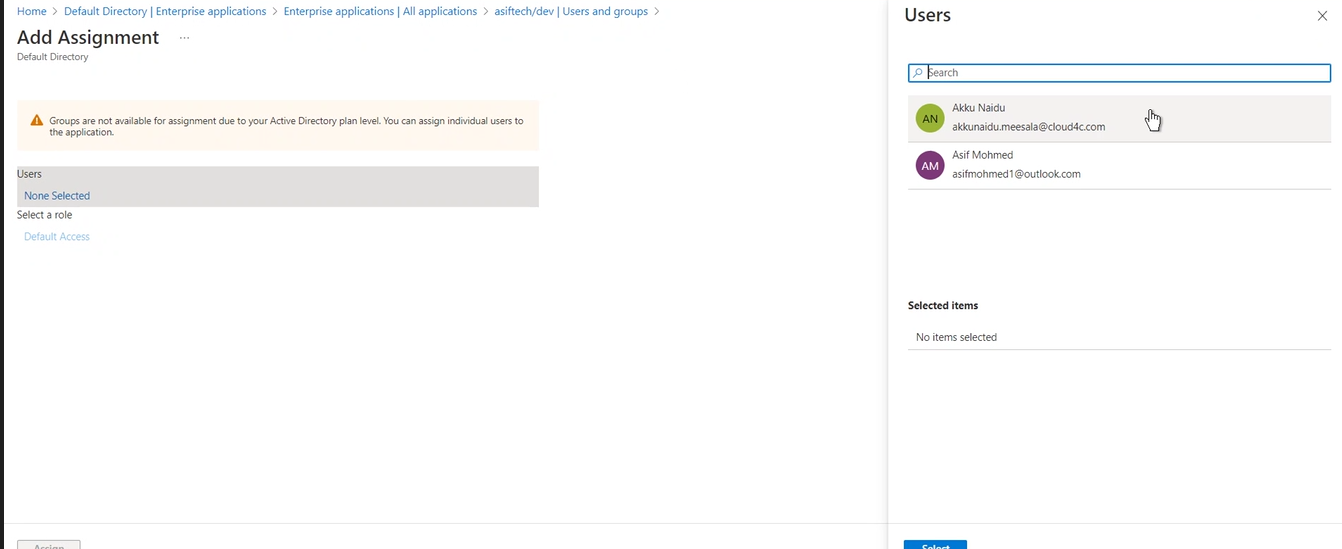 Home > Default Directory | Enterprise applications > Enterprise applications | All applications > asiftech/dev | Users and groups >
Add Assignment ...
Default Directory
Groups are not available for assignment due to your Active Directory plan level. You can assign individual users to
the application.
Users
None Selected
Select a role
Default Access
Assign
Users
Search
AN
Akku Naidu
akkunaidu.meesala@cloud4c.com
AM
Asif Mohmed
asifmohmed1@outlook.com
Selected items
No items selected
Select